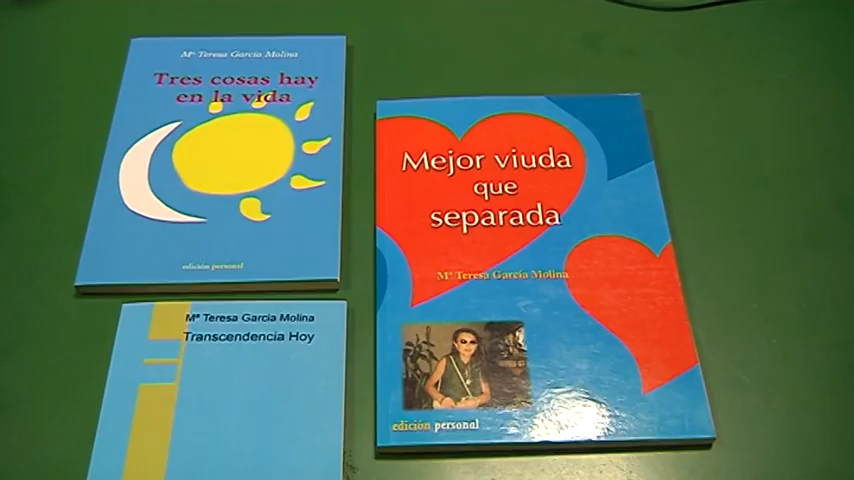 Mª Teresa García Molina
Tres cosas hay
en la vida
edición personal
Mejor viuda
que
separada
Mª Teresa García Molina
edición personal
Mª Teresa García Molina
Transcendencia Hoy